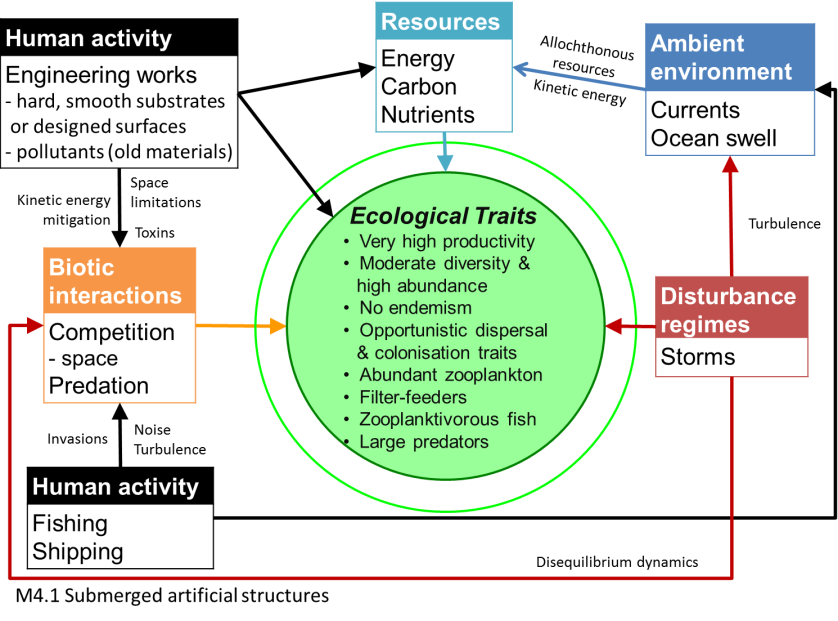 Human activity
Engineering works
- hard, smooth substrates
or designed surfaces
- pollutants (old materials)
Resources
Energy
Carbon
Nutrients
Allochthonous
resources
Kinetic energy
Ambient
environment
Currents
Ocean swell
Kinetic energy
mitigation
Space
limitations
Toxins
Turbulence
Biotic
interactions
Competition
- space
Predation
Ecological Traits
• Very high productivity
• Moderate diversity &
high abundance
• No endemism
• Opportunistic dispersal
& colonisation traits
• Abundant zooplankton
• Filter-feeders
• Zooplanktivorous fish
• Large predators
Disturbance
regimes
Storms
Invasions
Noise
Turbulence
Human activity
Fishing
Shipping
Disequilibrium dynamics
M4.1 Submerged artificial structures